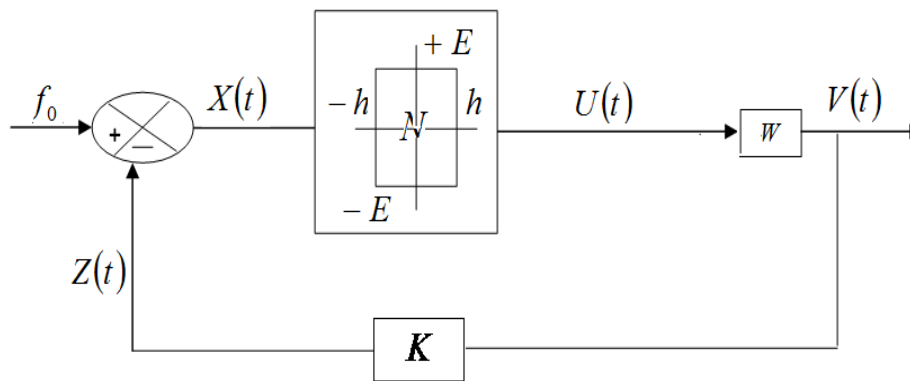 + E
f₀ X(t) − h N h U(t) W V(t)
+
−
− E
Z(t)
K